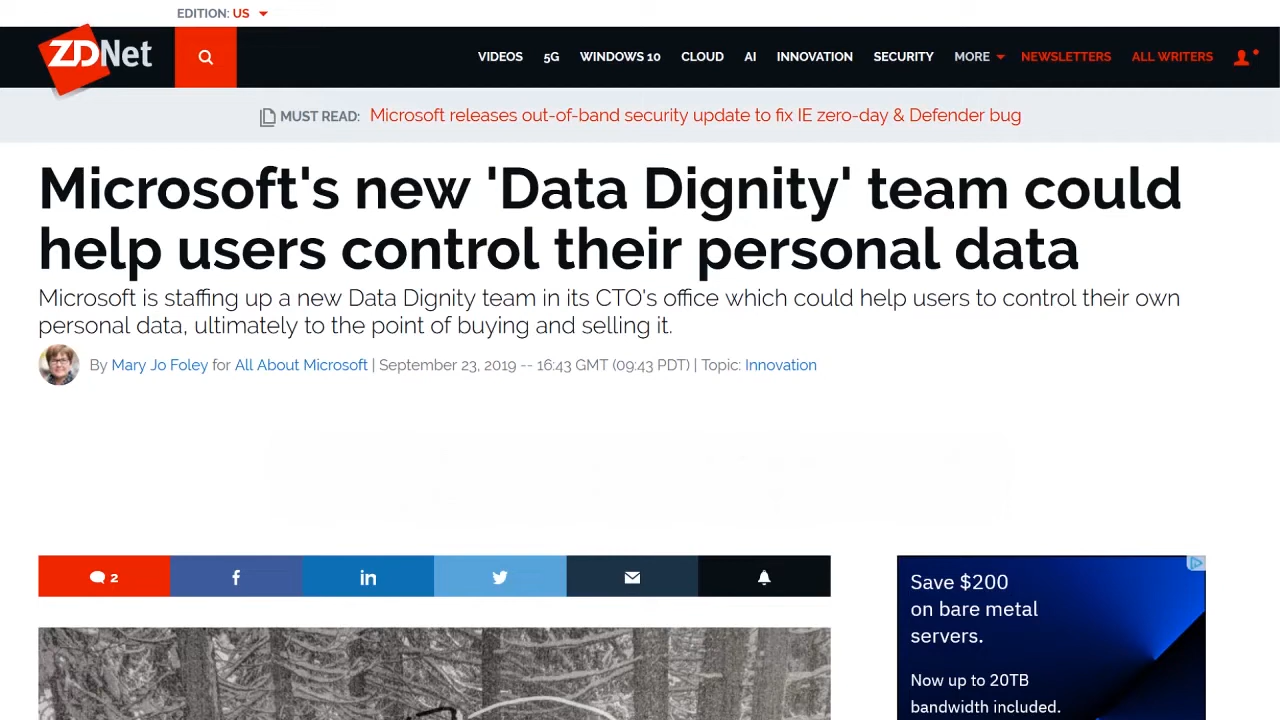 EDITION: US
ZDNet
VIDEOS 5G WINDOWS 10 CLOUD AI INNOVATION SECURITY MORE NEWSLETTERS ALL WRITERS
MUST READ: Microsoft releases out-of-band security update to fix IE zero-day & Defender bug
Microsoft's new 'Data Dignity' team could
help users control their personal data
Microsoft is staffing up a new Data Dignity team in its CTO's office which could help users to control their own
personal data, ultimately to the point of buying and selling it.
By Mary Jo Foley for All About Microsoft | September 23, 2019 -- 16:43 GMT (09:43 PDT) | Topic: Innovation
2
Save $200
on bare metal
servers.
Now up to 20TB
bandwidth included.